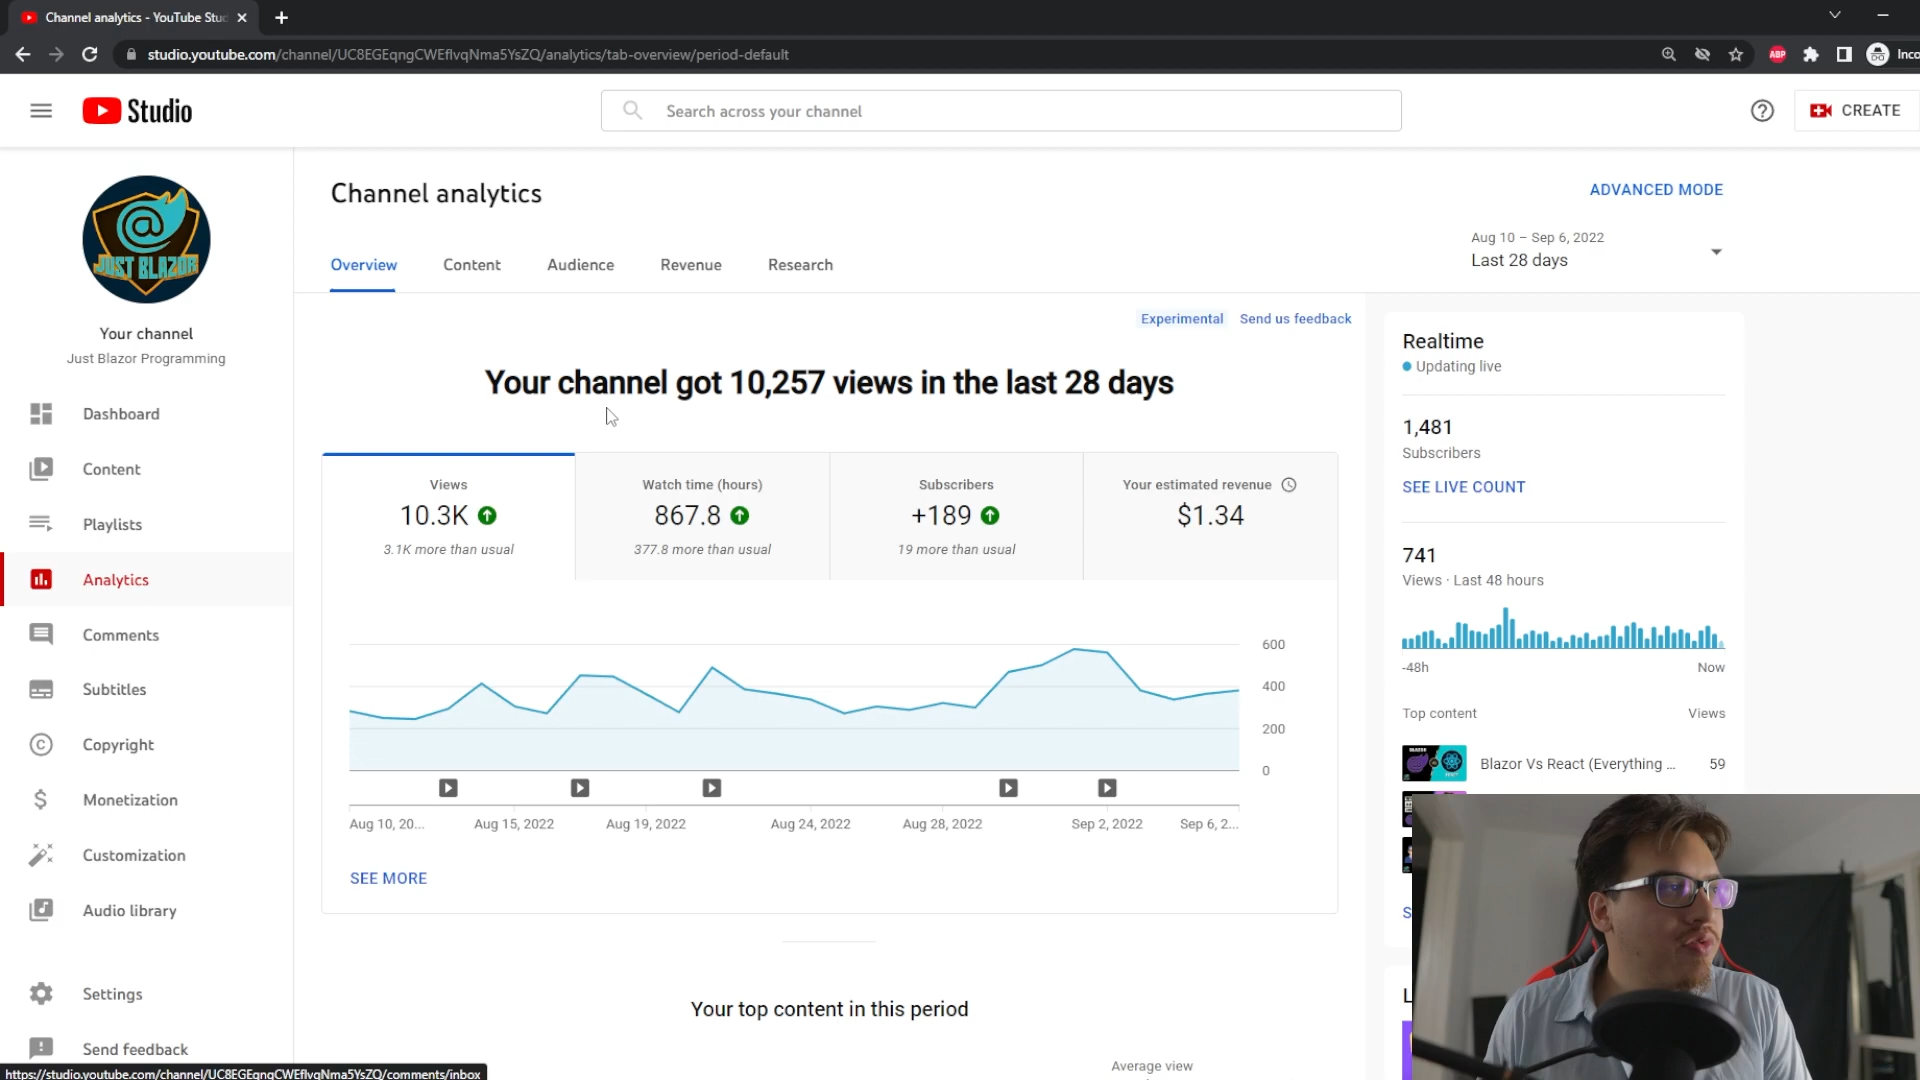 Channel analytics - YouTube Stu
studio.youtube.com/channel/UC8EGEqngCWEflvqNma5YsZQ/analytics/tab-overview/period-default
ABP
Inco
Studio
Search across your channel
CREATE
@
JUST BLAZOR
Your channel
Just Blazor Programming
Dashboard
Content
Playlists
Analytics
Comments
Subtitles
Copyright
Monetization
Customization
Audio library
Settings
Send feedback
https://studio.youtube.com/channel/UC8EGEqngCWEflvqNma5YsZQ/comments/inbox
Channel analytics
ADVANCED MODE
Overview
Content
Audience
Revenue
Research
Aug 10 – Sep 6, 2022
Last 28 days
Experimental
Send us feedback
Your channel got 10,257 views in the last 28 days
Views
10.3K
3.1K more than usual
Watch time (hours)
867.8
377.8 more than usual
Subscribers
+189
19 more than usual
Your estimated revenue
$1.34
600
400
200
0
Aug 10, 20...
Aug 15, 2022
Aug 19, 2022
Aug 24, 2022
Aug 28, 2022
Sep 2, 2022
Sep 6, 2...
SEE MORE
Your top content in this period
Average view
Realtime
Updating live
1,481
Subscribers
SEE LIVE COUNT
741
Views · Last 48 hours
-48h
Now
Top content
Views
Blazor Vs React (Everything ...
59
S
L